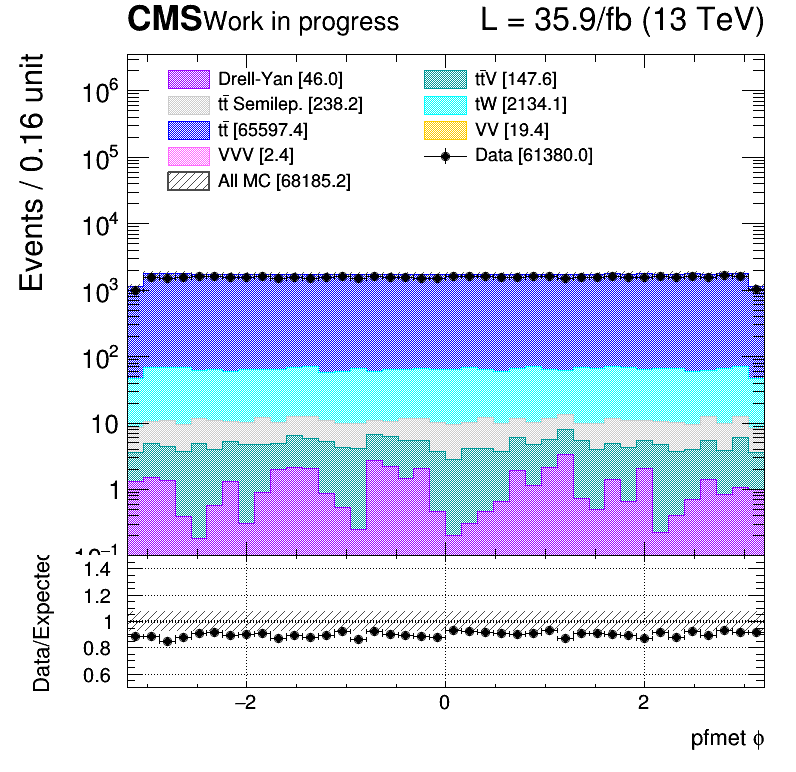 CMS Work in progress L = 35.9/fb (13 TeV)
Events / 0.16 unit
Drell-Yan [46.0] tt̄V [147.6]
tt̄ Semilep. [238.2] tW [2134.1]
tt̄ [65597.4] VV [19.4]
VVV [2.4] Data [61380.0]
All MC [68185.2]
10⁶
10⁵
10⁴
10³
10²
10
1
10⁻¹
Data/Expected
1.4
1.2
1
0.8
0.6
−2 0 2
pfmet ϕ